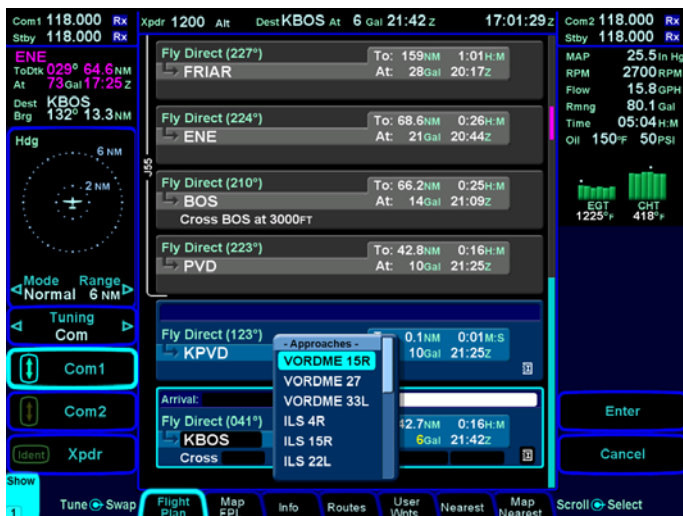 Com1 118.000 Rx
Stby 118.000 Rx
Xpdr 1200 Alt Dest KBOS At 6 Gal 21:42 z 17:01:29 z
Com2 118.000 Rx
Stby 118.000 Rx
ENE
ToDtk 029° 64.6NM
At 73Gal 17:25 z
Dest KBOS
Brg 132° 13.3NM
Hdg
6 NM
2 NM
Mode Range
Normal 6 NM
Tuning
Com
Com1
Com2
Ident Xpdr
Show
1
Tune Swap
J55
Fly Direct (227°)
FRIAR
To: 159NM 1:01H:M
At: 28Gal 20:17Z
Fly Direct (224°)
ENE
To: 68.6NM 0:26H:M
At: 21Gal 20:44Z
Fly Direct (210°)
BOS
Cross BOS at 3000FT
To: 66.2NM 0:25H:M
At: 14Gal 21:09Z
Fly Direct (223°)
PVD
To: 42.8NM 0:16H:M
At: 10Gal 21:25Z
Fly Direct (123°)
KPVD
0.1NM 0:01M:S
10Gal 21:25Z
- Approaches -
VORDME 15R
VORDME 27
VORDME 33L
ILS 4R
ILS 15R
ILS 22L
Arrival:
Fly Direct (041°)
KBOS
Cross
42.7NM 0:16H:M
6Gal 21:42Z
MAP 25.5 In Hg
RPM 2700 RPM
Flow 15.8 GPH
Rmng 80.1 Gal
Time 05:04 H:M
Oil 150°F 50PSI
EGT
1225°F
CHT
418°F
Enter
Cancel
Flight
Plan
Map
FPL
Info
Routes
User
Wpts
Nearest
Map
Nearest
Scroll Select